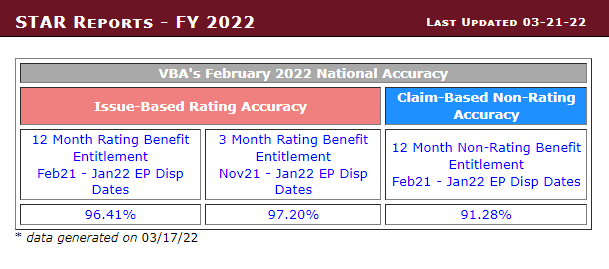 STAR Reports - FY 2022
Last Updated 03-21-22
VBA's February 2022 National Accuracy
Issue-Based Rating Accuracy
Claim-Based Non-Rating
Accuracy
12 Month Rating Benefit
Entitlement
Feb21 - Jan22 EP Disp
Dates
3 Month Rating Benefit
Entitlement
Nov21 - Jan22 EP Disp
Dates
12 Month Non-Rating Benefit
Entitlement
Feb21 - Jan22 EP Disp Dates
96.41%
97.20%
91.28%
* data generated on 03/17/22